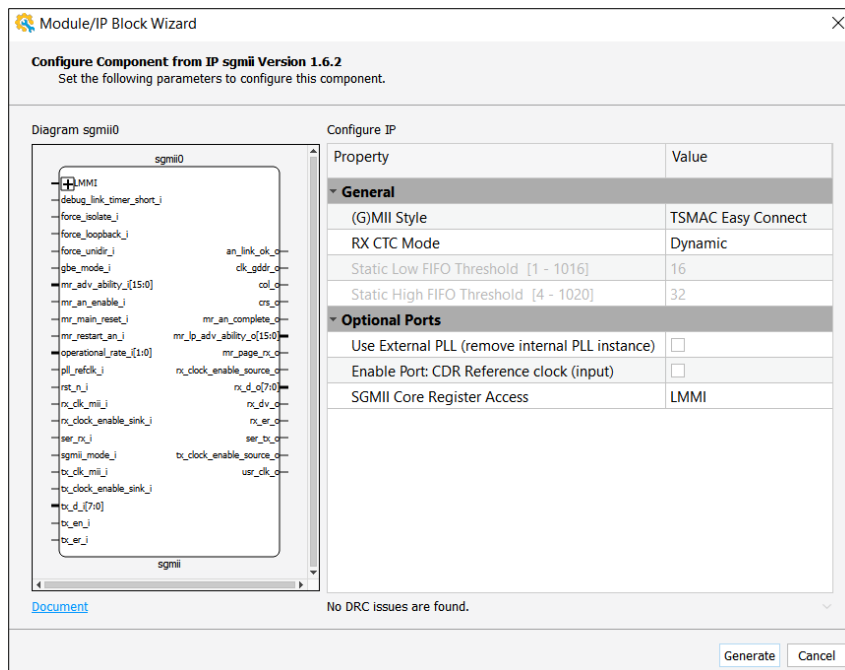 Module/IP Block Wizard
Configure Component from IP sgmii Version 1.6.2
Set the following parameters to configure this component.
Diagram sgmii0
sgmii0
LMMI
debug_link_timer_short_i
force_isolate_i
force_loopback_i
force_unidir_i
gbe_mode_i
mr_adv_ability_i[15:0]
mr_an_enable_i
mr_main_reset_i
mr_restart_an_i
operational_rate_i[1:0]
pll_refclk_i
rst_n_i
rx_clk_mii_i
rx_clock_enable_sink_i
ser_rx_i
sgmii_mode_i
tx_clk_mii_i
tx_clock_enable_sink_i
tx_d_i[7:0]
tx_en_i
tx_er_i
an_link_ok_o
clk_gddr_o
col_o
crs_o
mr_an_complete_o
mr_lp_adv_ability_o[15:0]
mr_page_rx_o
rx_clock_enable_source_o
rx_d_o[7:0]
rx_dv_o
rx_er_o
ser_tx_o
tx_clock_enable_source_o
usr_clk_o
sgmii
Document
Configure IP
Property Value
General
(G)MII Style TSMAC Easy Connect
RX CTC Mode Dynamic
Static Low FIFO Threshold [1 - 1016] 16
Static High FIFO Threshold [4 - 1020] 32
Optional Ports
Use External PLL (remove internal PLL instance)
Enable Port: CDR Reference clock (input)
SGMII Core Register Access LMMI
No DRC issues are found.
Generate Cancel